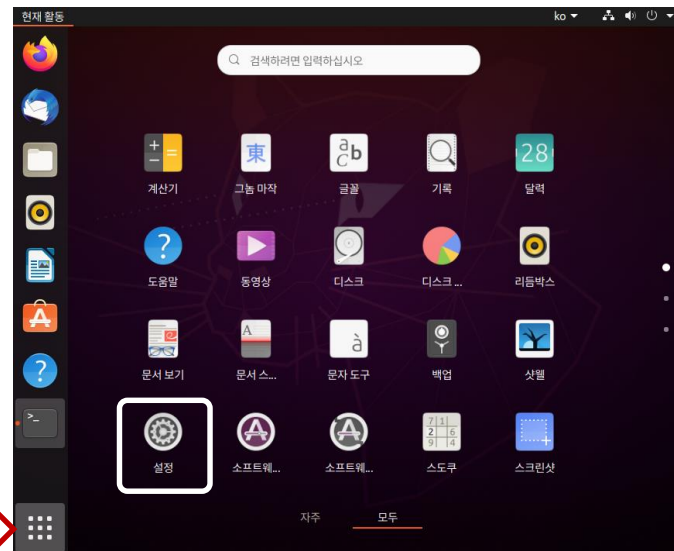 현재 활동
ko
검색하려면 입력하십시오
계산기
그놈 마작
글꼴
기록
달력
도움말
동영상
디스크
디스크 ...
리듬박스
문서 보기
문서 스...
문자 도구
백업
샷웰
설정
소프트웨...
소프트웨...
스도쿠
스크린샷
자주
모두